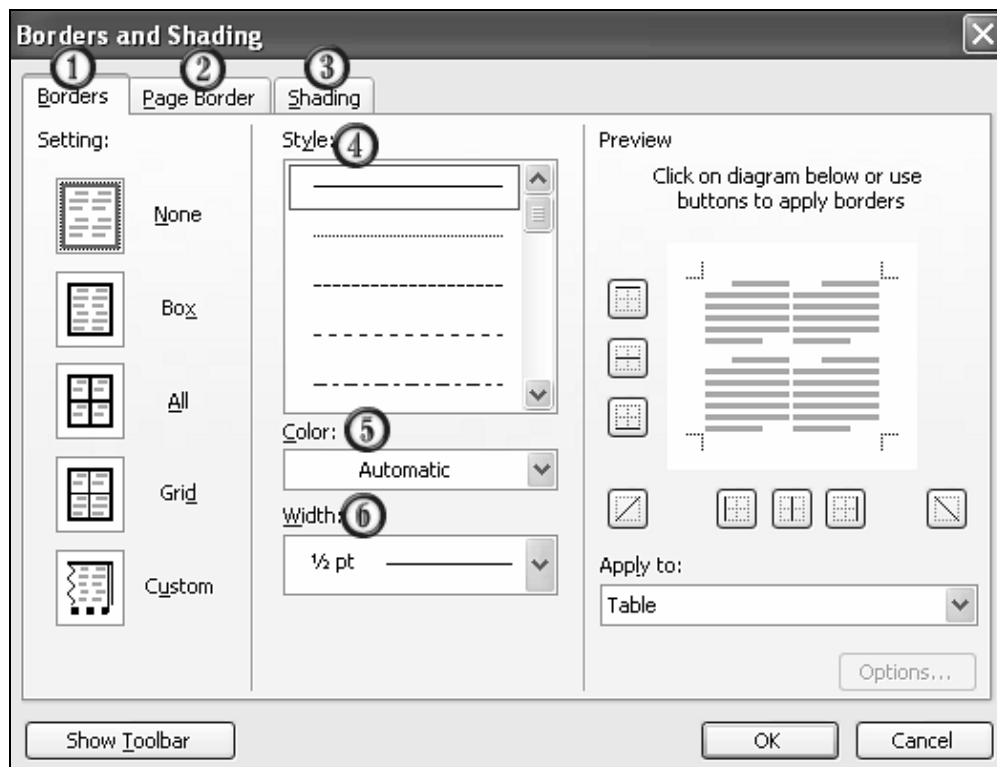 Borders and Shading
1 2 3
Borders Page Border Shading
Setting:
None
Box
All
Grid
Custom
Style: 4
Color: 5
Automatic
Width: 6
½ pt
Preview
Click on diagram below or use
buttons to apply borders
Apply to:
Table
Options...
Show Toolbar
OK
Cancel